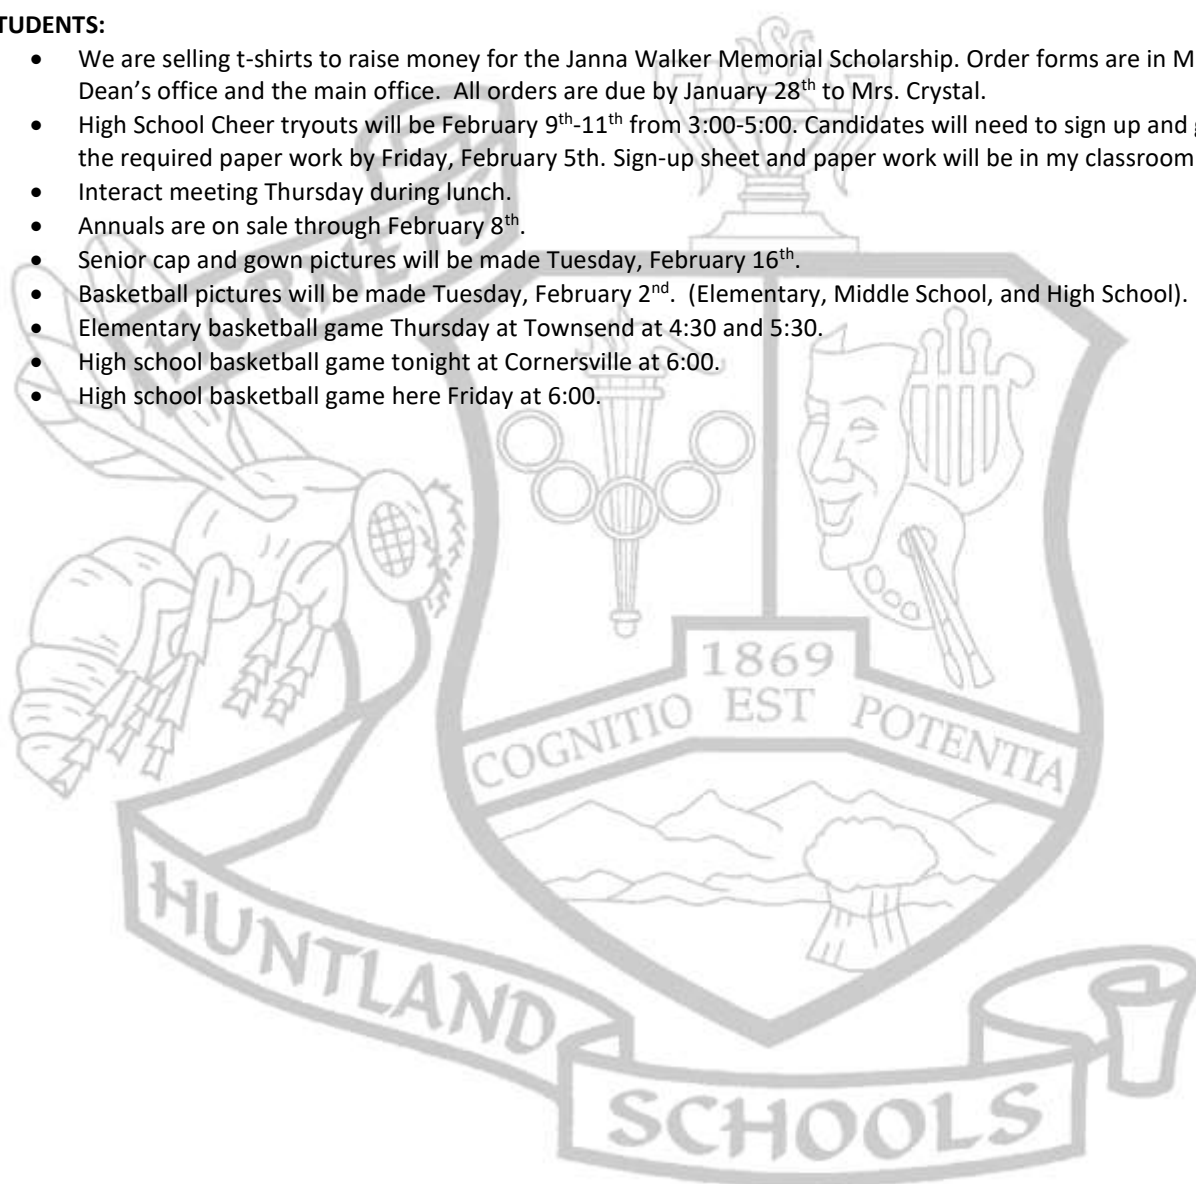 TUDENTS:
• We are selling t-shirts to raise money for the Janna Walker Memorial Scholarship. Order forms are in M
Dean's office and the main office.  All orders are due by January 28th to Mrs. Crystal.
• High School Cheer tryouts will be February 9th-11th from 3:00-5:00. Candidates will need to sign up and g
the required paper work by Friday, February 5th. Sign-up sheet and paper work will be in my classroom
• Interact meeting Thursday during lunch.
• Annuals are on sale through February 8th.
• Senior cap and gown pictures will be made Tuesday, February 16th.
• Basketball pictures will be made Tuesday, February 2nd.  (Elementary, Middle School, and High School).
• Elementary basketball game Thursday at Townsend at 4:30 and 5:30.
• High school basketball game tonight at Cornersville at 6:00.
• High school basketball game here Friday at 6:00.
HORNETS
1869
COGNITIO EST POTENTIA
HUNTLAND
SCHOOLS